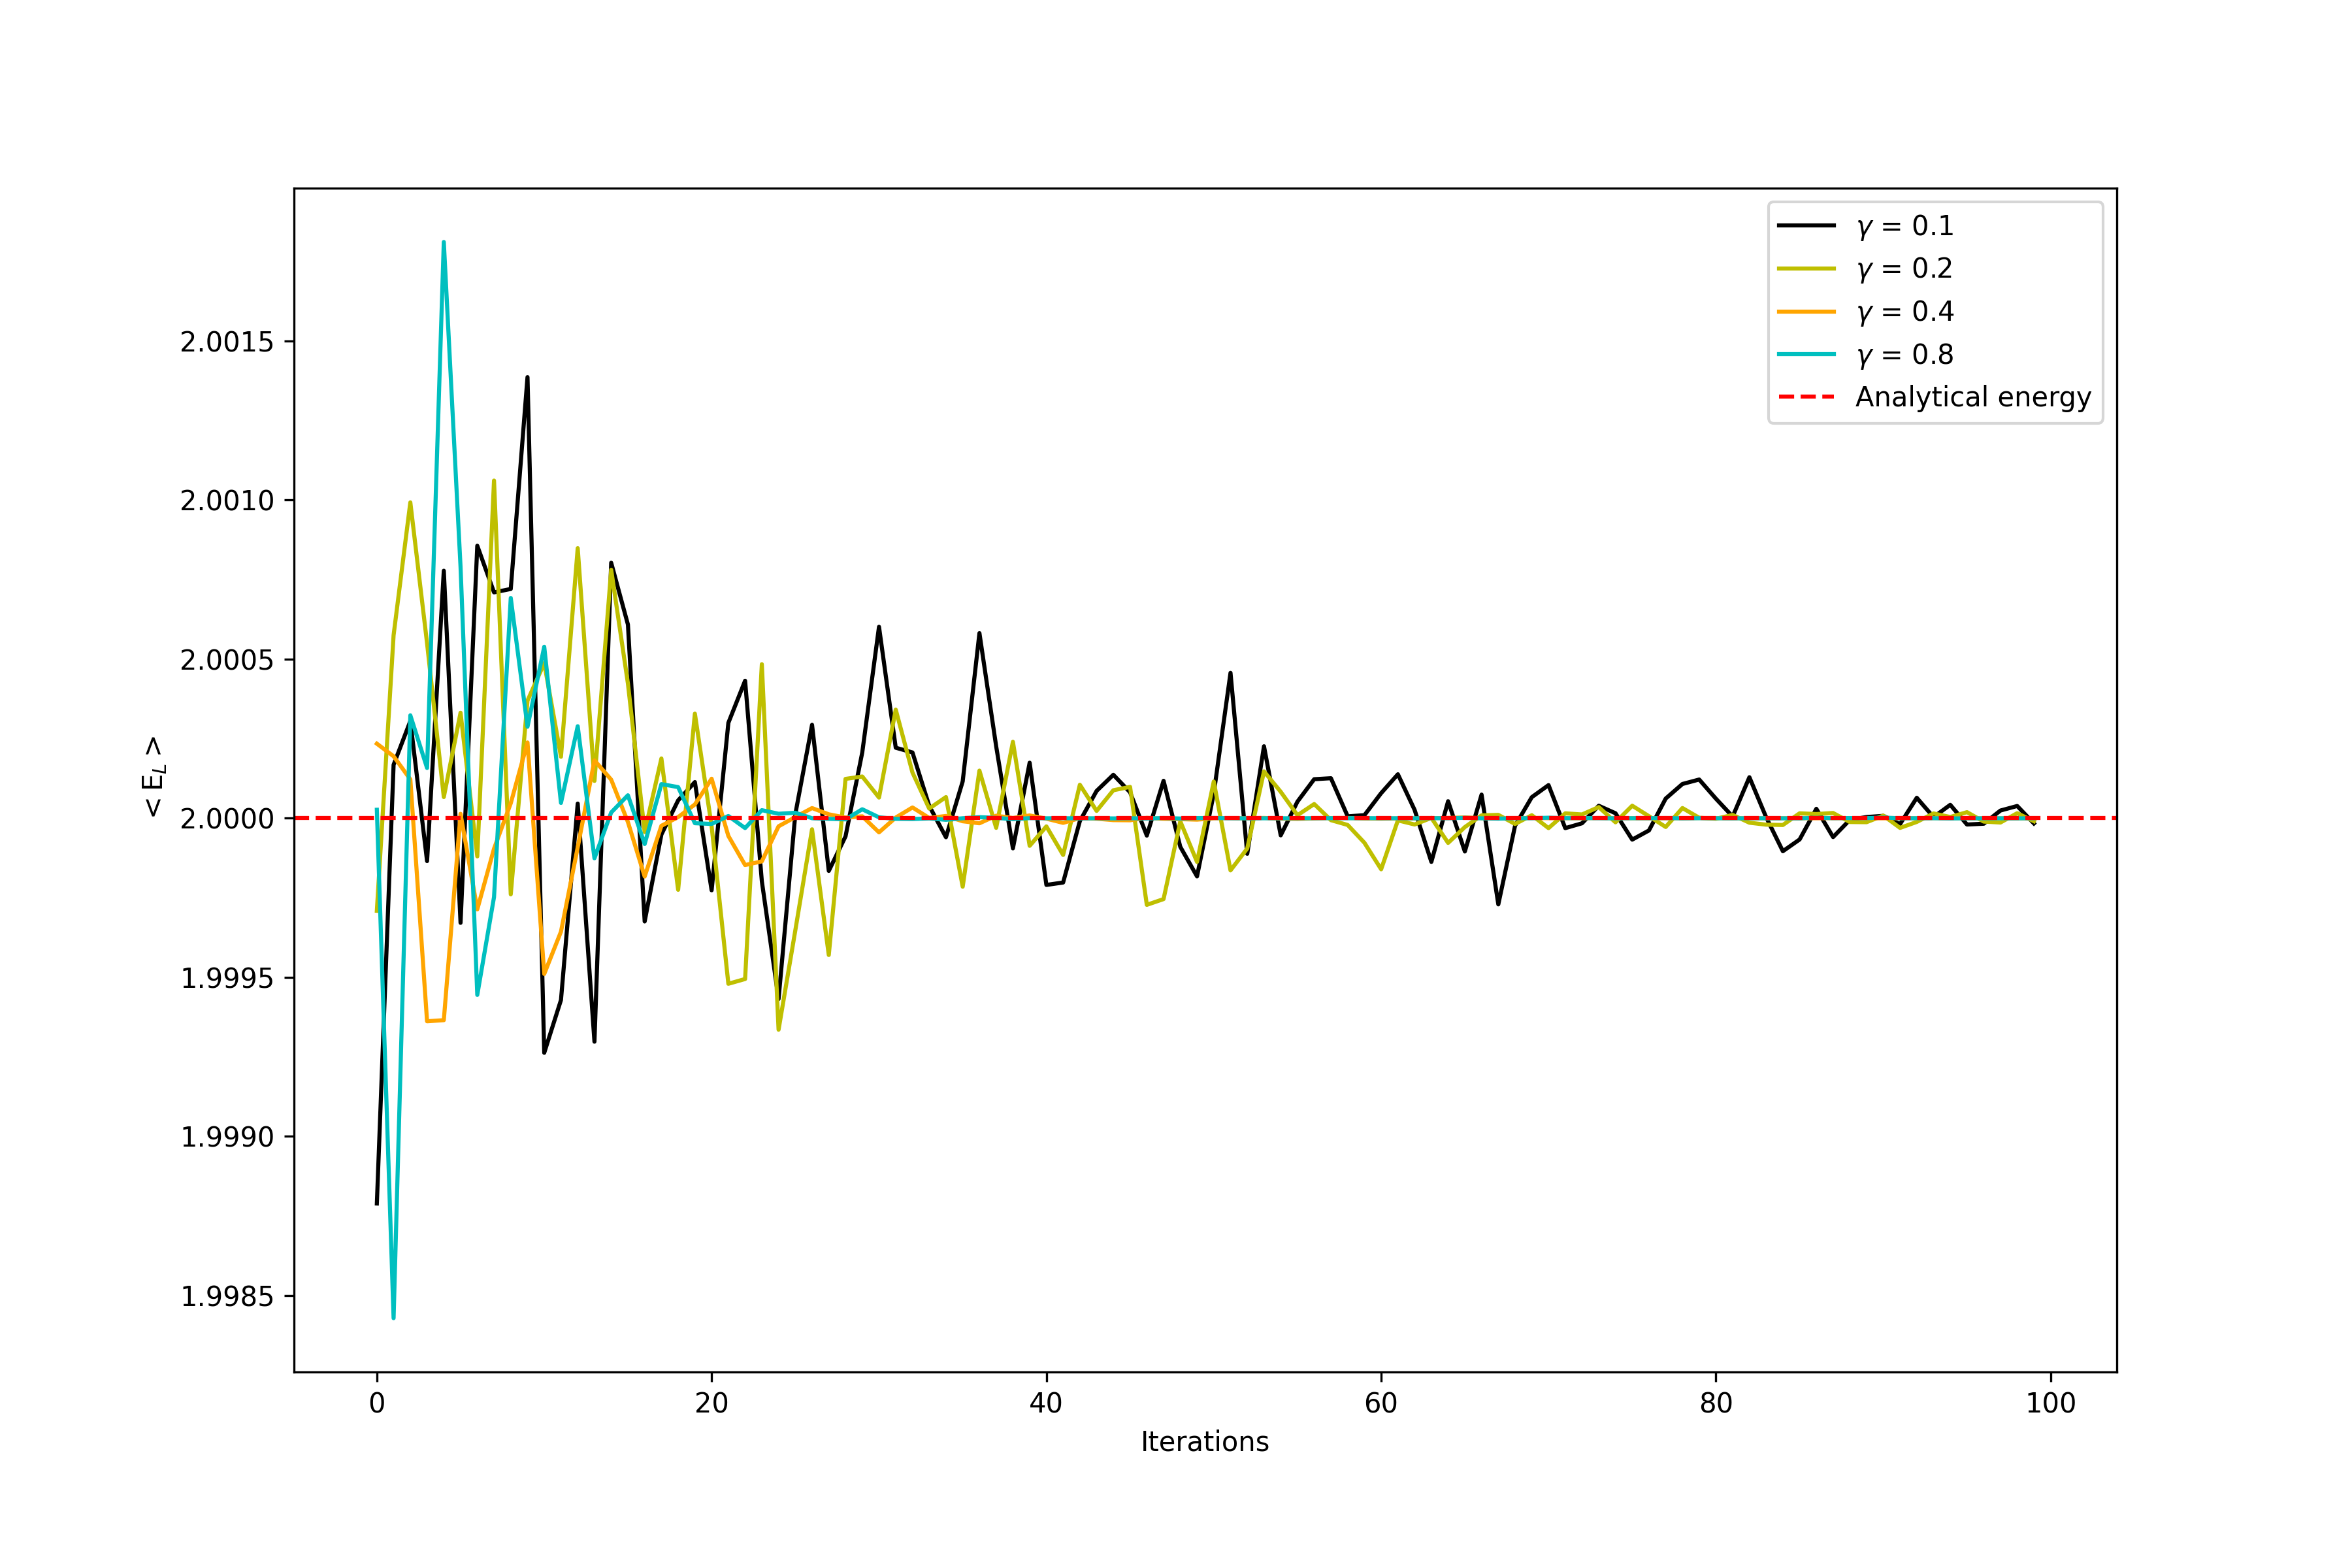 γ = 0.1
γ = 0.2
γ = 0.4
γ = 0.8
Analytical energy
2.0015
2.0010
2.0005
2.0000
1.9995
1.9990
1.9985
< E_L >
0 20 40 60 80 100
Iterations